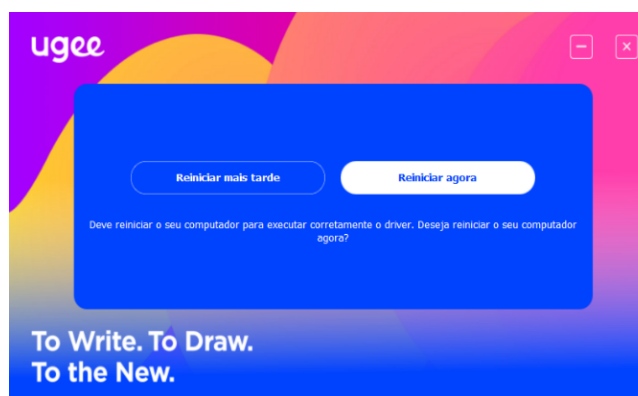 ugee
Reiniciar mais tarde
Reiniciar agora
Deve reiniciar o seu computador para executar corretamente o driver. Deseja reiniciar o seu computador
agora?
To Write. To Draw.
To the New.